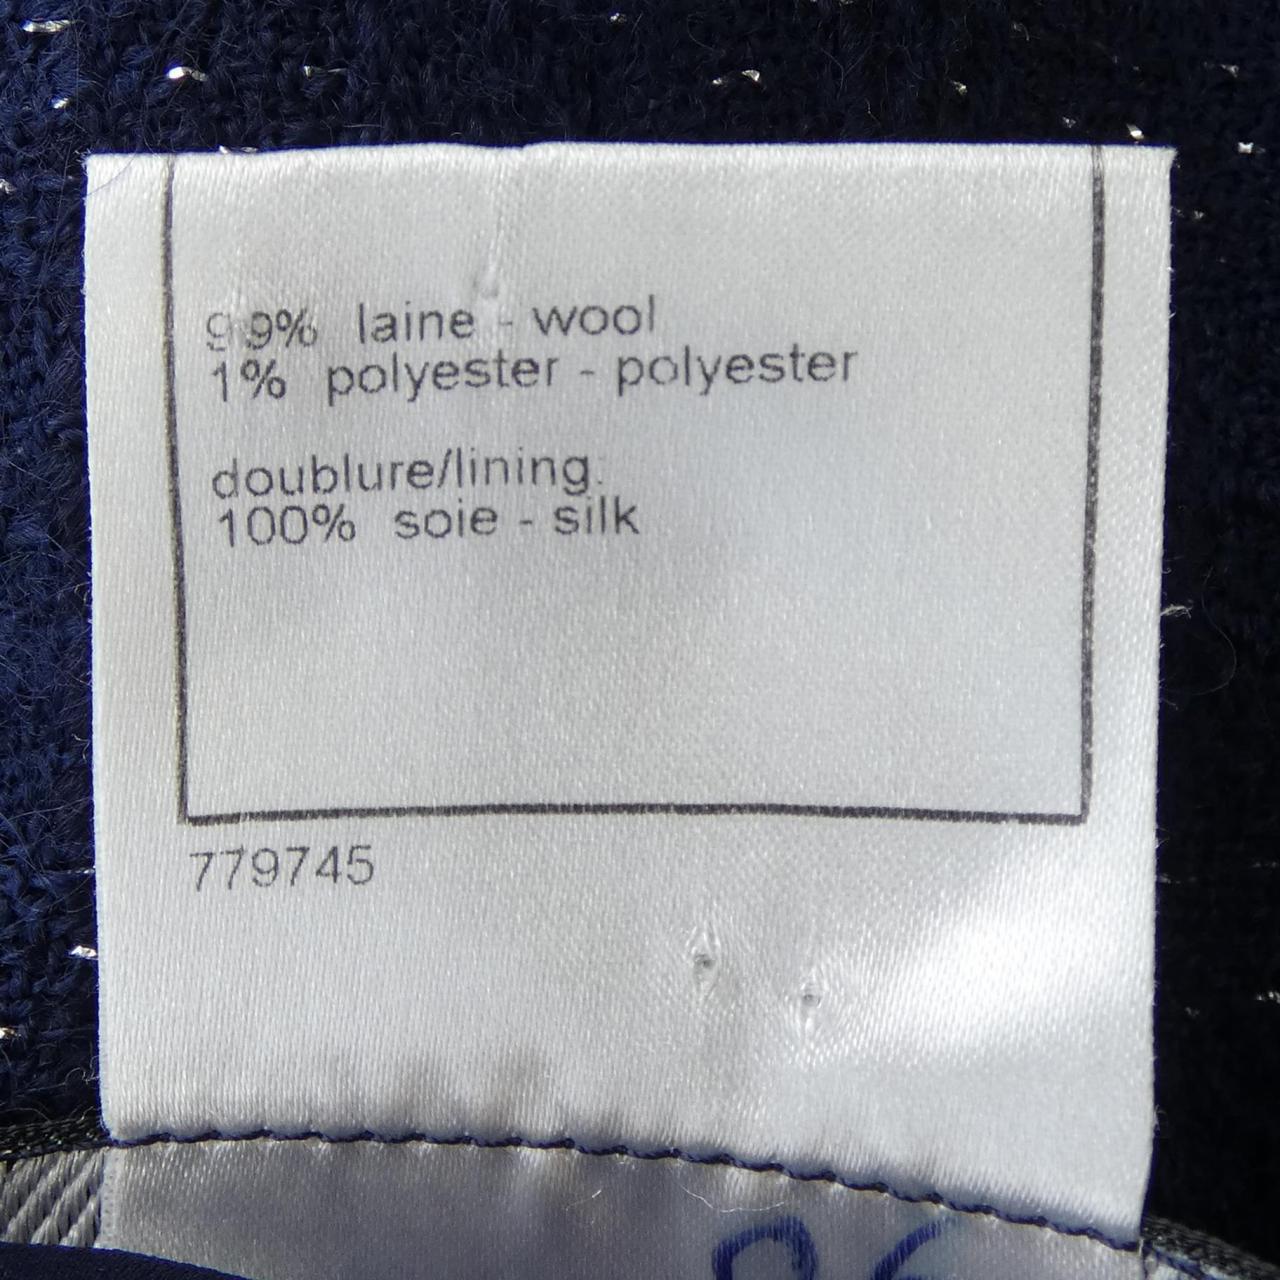 99% laine - wool
1% polyester - polyester
doublure/lining:
100% soie - silk
779745